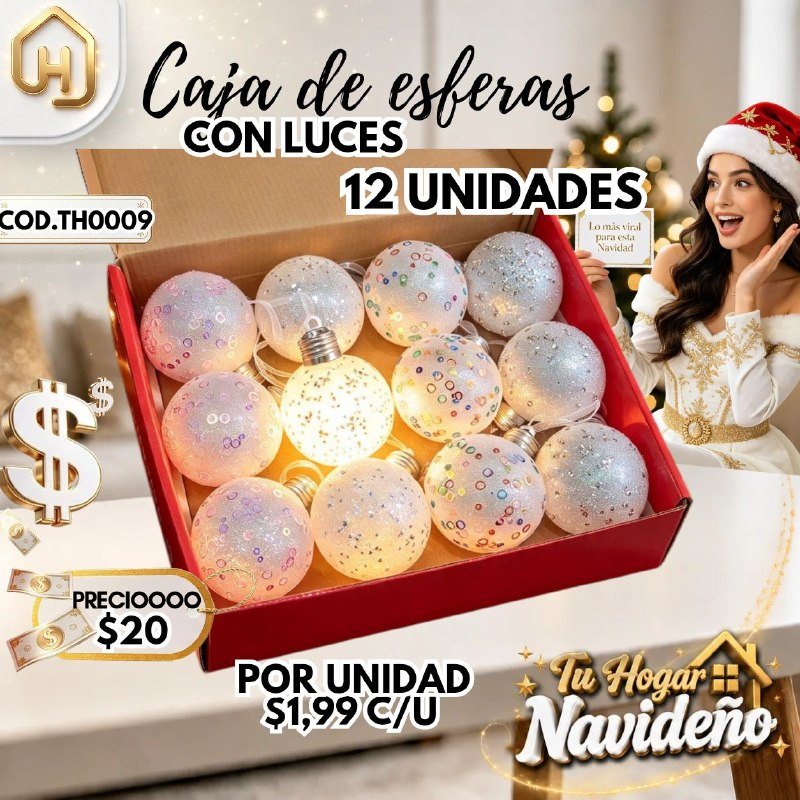 H
Caja de esferas
CON LUCES
12 UNIDADES
COD.TH0009
Lo más viral
para esta
Navidad
$
$
PRECIOOOO
$20
POR UNIDAD
$1,99 C/U
Tu Hogar
Navideño